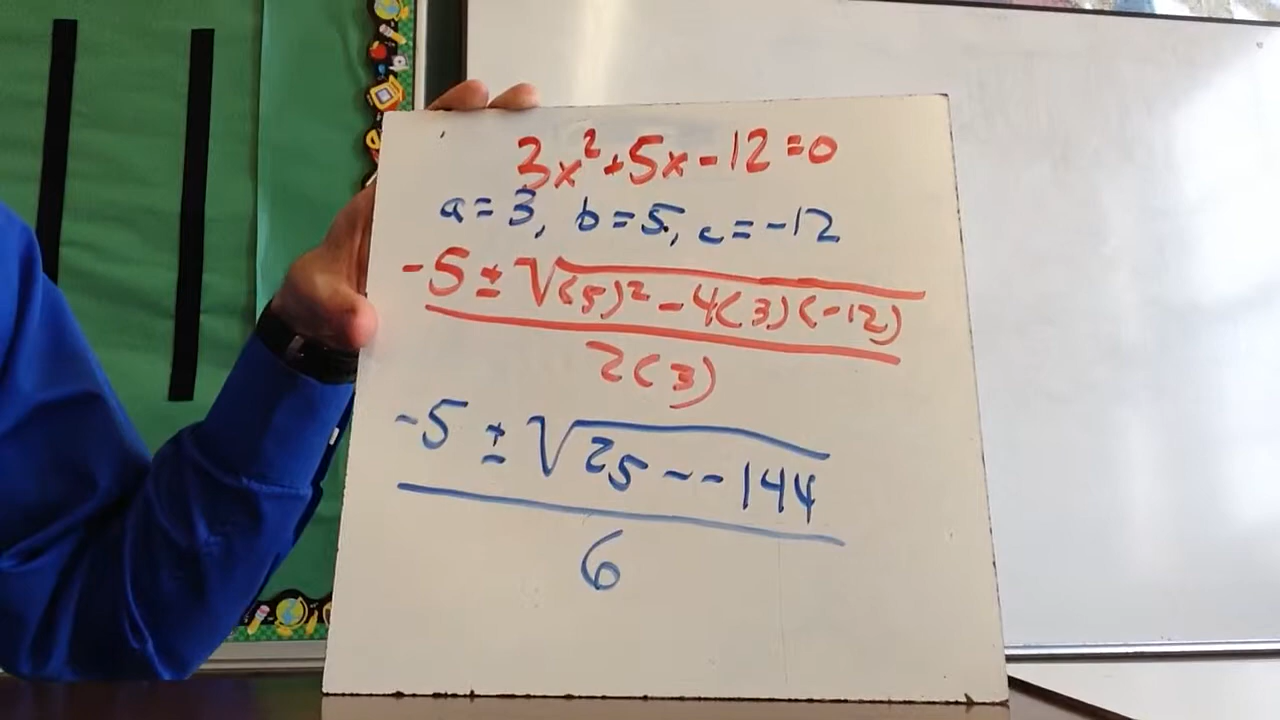 3x²+5x-12=0
a=3, b=5, c=-12
-5±√(5)²-4(3)(-12)
2(3)
-5±√25--144
6